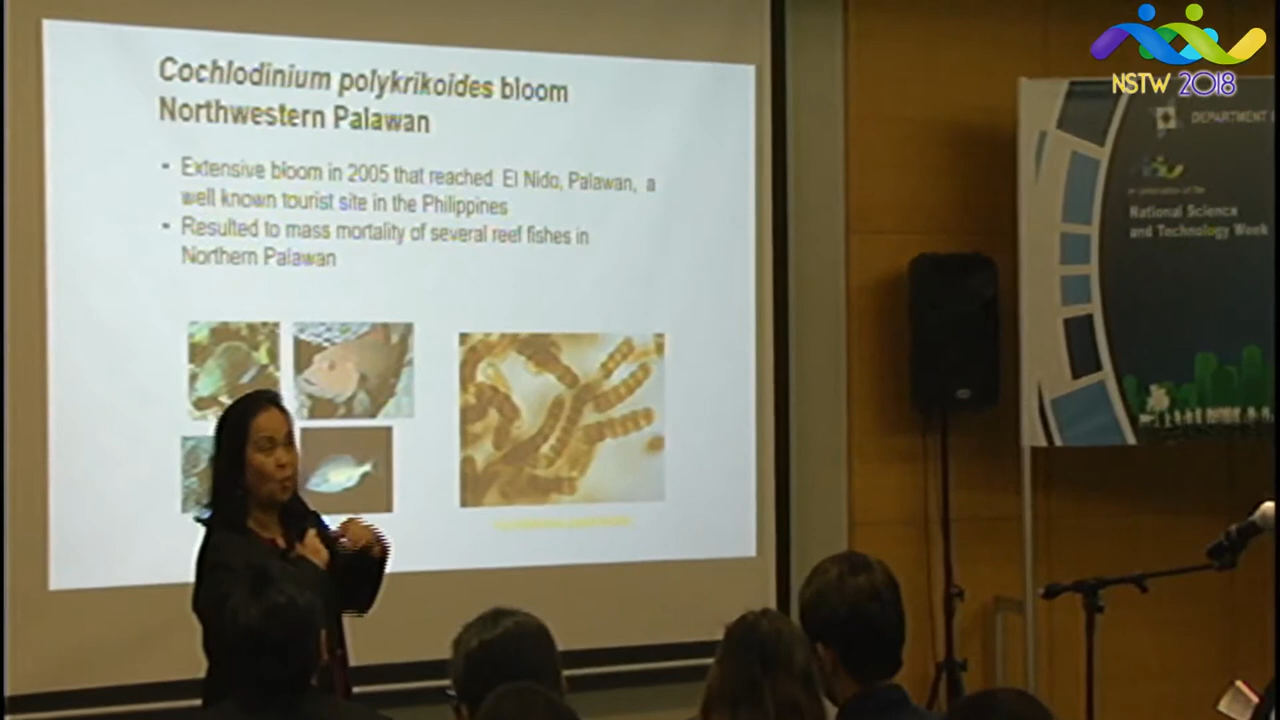 Cochlodinium polykrikoides bloom
Northwestern Palawan
- Extensive bloom in 2005 that reached El Nido, Palawan, a
well known tourist site in the Philippines
- Resulted to mass mortality of several reef fishes in
Northern Palawan
NSTW 2018
DEPARTMENT
National Science
and Technology Week